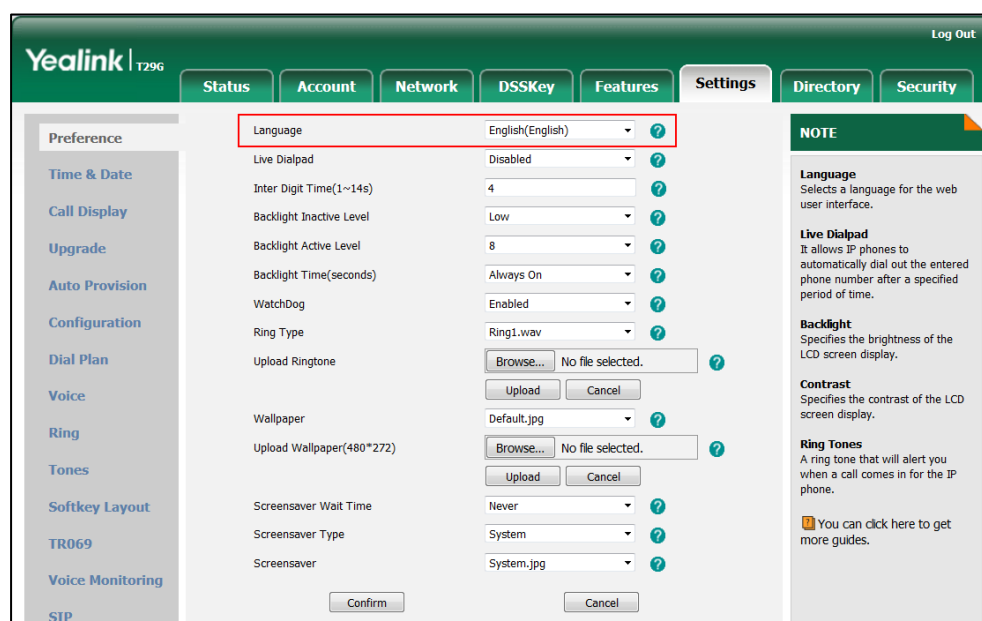 Log Out
Yealink | T29G
Status Account Network DSSKey Features Settings Directory Security
Preference
Time & Date
Call Display
Upgrade
Auto Provision
Configuration
Dial Plan
Voice
Ring
Tones
Softkey Layout
TR069
Voice Monitoring
SIP
Language English(English) ?
Live Dialpad Disabled ?
Inter Digit Time(1~14s) 4 ?
Backlight Inactive Level Low ?
Backlight Active Level 8 ?
Backlight Time(seconds) Always On ?
WatchDog Enabled ?
Ring Type Ring1.wav ?
Upload Ringtone Browse... No file selected. ?
Upload Cancel
Wallpaper Default.jpg ?
Upload Wallpaper(480*272) Browse... No file selected. ?
Upload Cancel
Screensaver Wait Time Never ?
Screensaver Type System ?
Screensaver System.jpg ?
Confirm Cancel
NOTE
Language
Selects a language for the web
user interface.
Live Dialpad
It allows IP phones to
automatically dial out the entered
phone number after a specified
period of time.
Backlight
Specifies the brightness of the
LCD screen display.
Contrast
Specifies the contrast of the LCD
screen display.
Ring Tones
A ring tone that will alert you
when a call comes in for the IP
phone.
? You can click here to get
more guides.